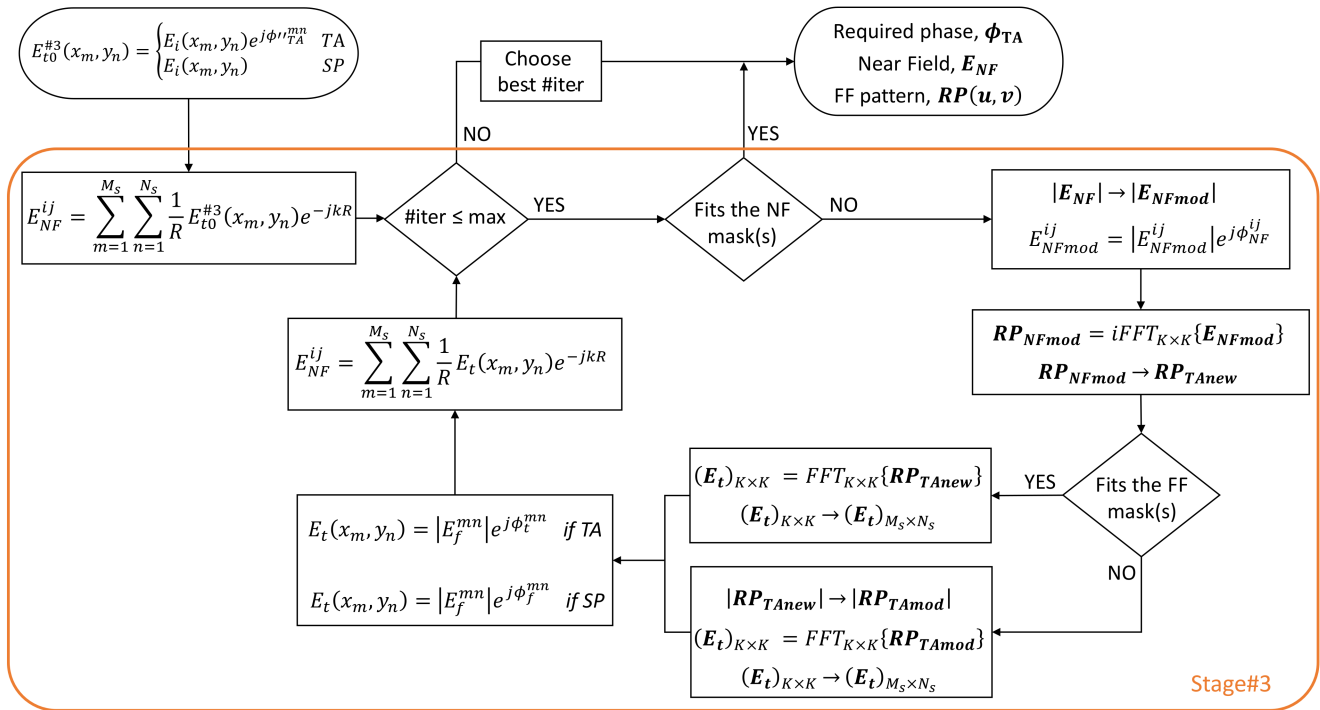 E_{t0}^{#3}(x_m, y_n) = { E_i(x_m, y_n)e^{jϕ''^{mn}_{TA}} TA
E_i(x_m, y_n) SP
Choose
best #iter
Required phase, ϕ_TA
Near Field, E_NF
FF pattern, RP(u, v)
NO
YES
E_{NF}^{ij} = ∑_{m=1}^{M_s} ∑_{n=1}^{N_s} \frac{1}{R} E_{t0}^{#3}(x_m, y_n)e^{-jkR}
#iter ≤ max
YES
Fits the NF
mask(s)
NO
|E_NF| → |E_NFmod|
E_{NFmod}^{ij} = |E_{NFmod}^{ij}|e^{jϕ_{NF}^{ij}}
E_{NF}^{ij} = ∑_{m=1}^{M_s} ∑_{n=1}^{N_s} \frac{1}{R} E_t(x_m, y_n)e^{-jkR}
RP_NFmod = iFFT_{K×K}{E_NFmod}
RP_NFmod → RP_TAnew
(E_t)_{K×K} = FFT_{K×K}{RP_TAnew}
(E_t)_{K×K} → (E_t)_{M_s×N_s}
YES
Fits the FF
mask(s)
NO
E_t(x_m, y_n) = |E_f^{mn}|e^{jϕ_t^{mn}} if TA
E_t(x_m, y_n) = |E_f^{mn}|e^{jϕ_f^{mn}} if SP
|RP_TAnew| → |RP_TAmod|
(E_t)_{K×K} = FFT_{K×K}{RP_TAmod}
(E_t)_{K×K} → (E_t)_{M_s×N_s}
Stage#3